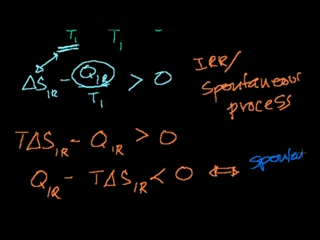 T₁ T₁
ΔS_IR - Q_IR/T₁ > 0
IRR/
Spontaneous
process
TΔS_IR - Q_IR > 0
Q_IR - TΔS_IR < 0 ⇔ spontat